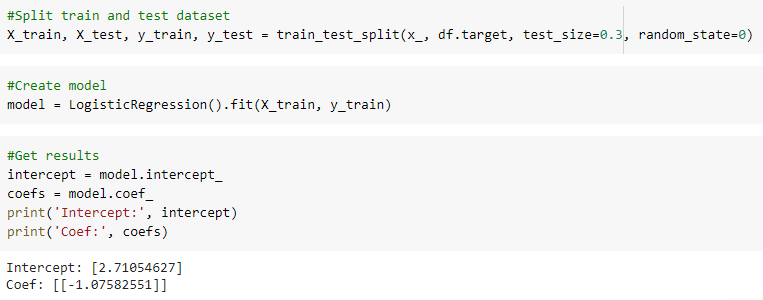 #Split train and test dataset
X_train, X_test, y_train, y_test = train_test_split(x_, df.target, test_size=0.3, random_state=0)
#Create model
model = LogisticRegression().fit(X_train, y_train)
#Get results
intercept = model.intercept_
coefs = model.coef_
print('Intercept:', intercept)
print('Coef:', coefs)
Intercept: [2.71054627]
Coef: [[-1.07582551]]